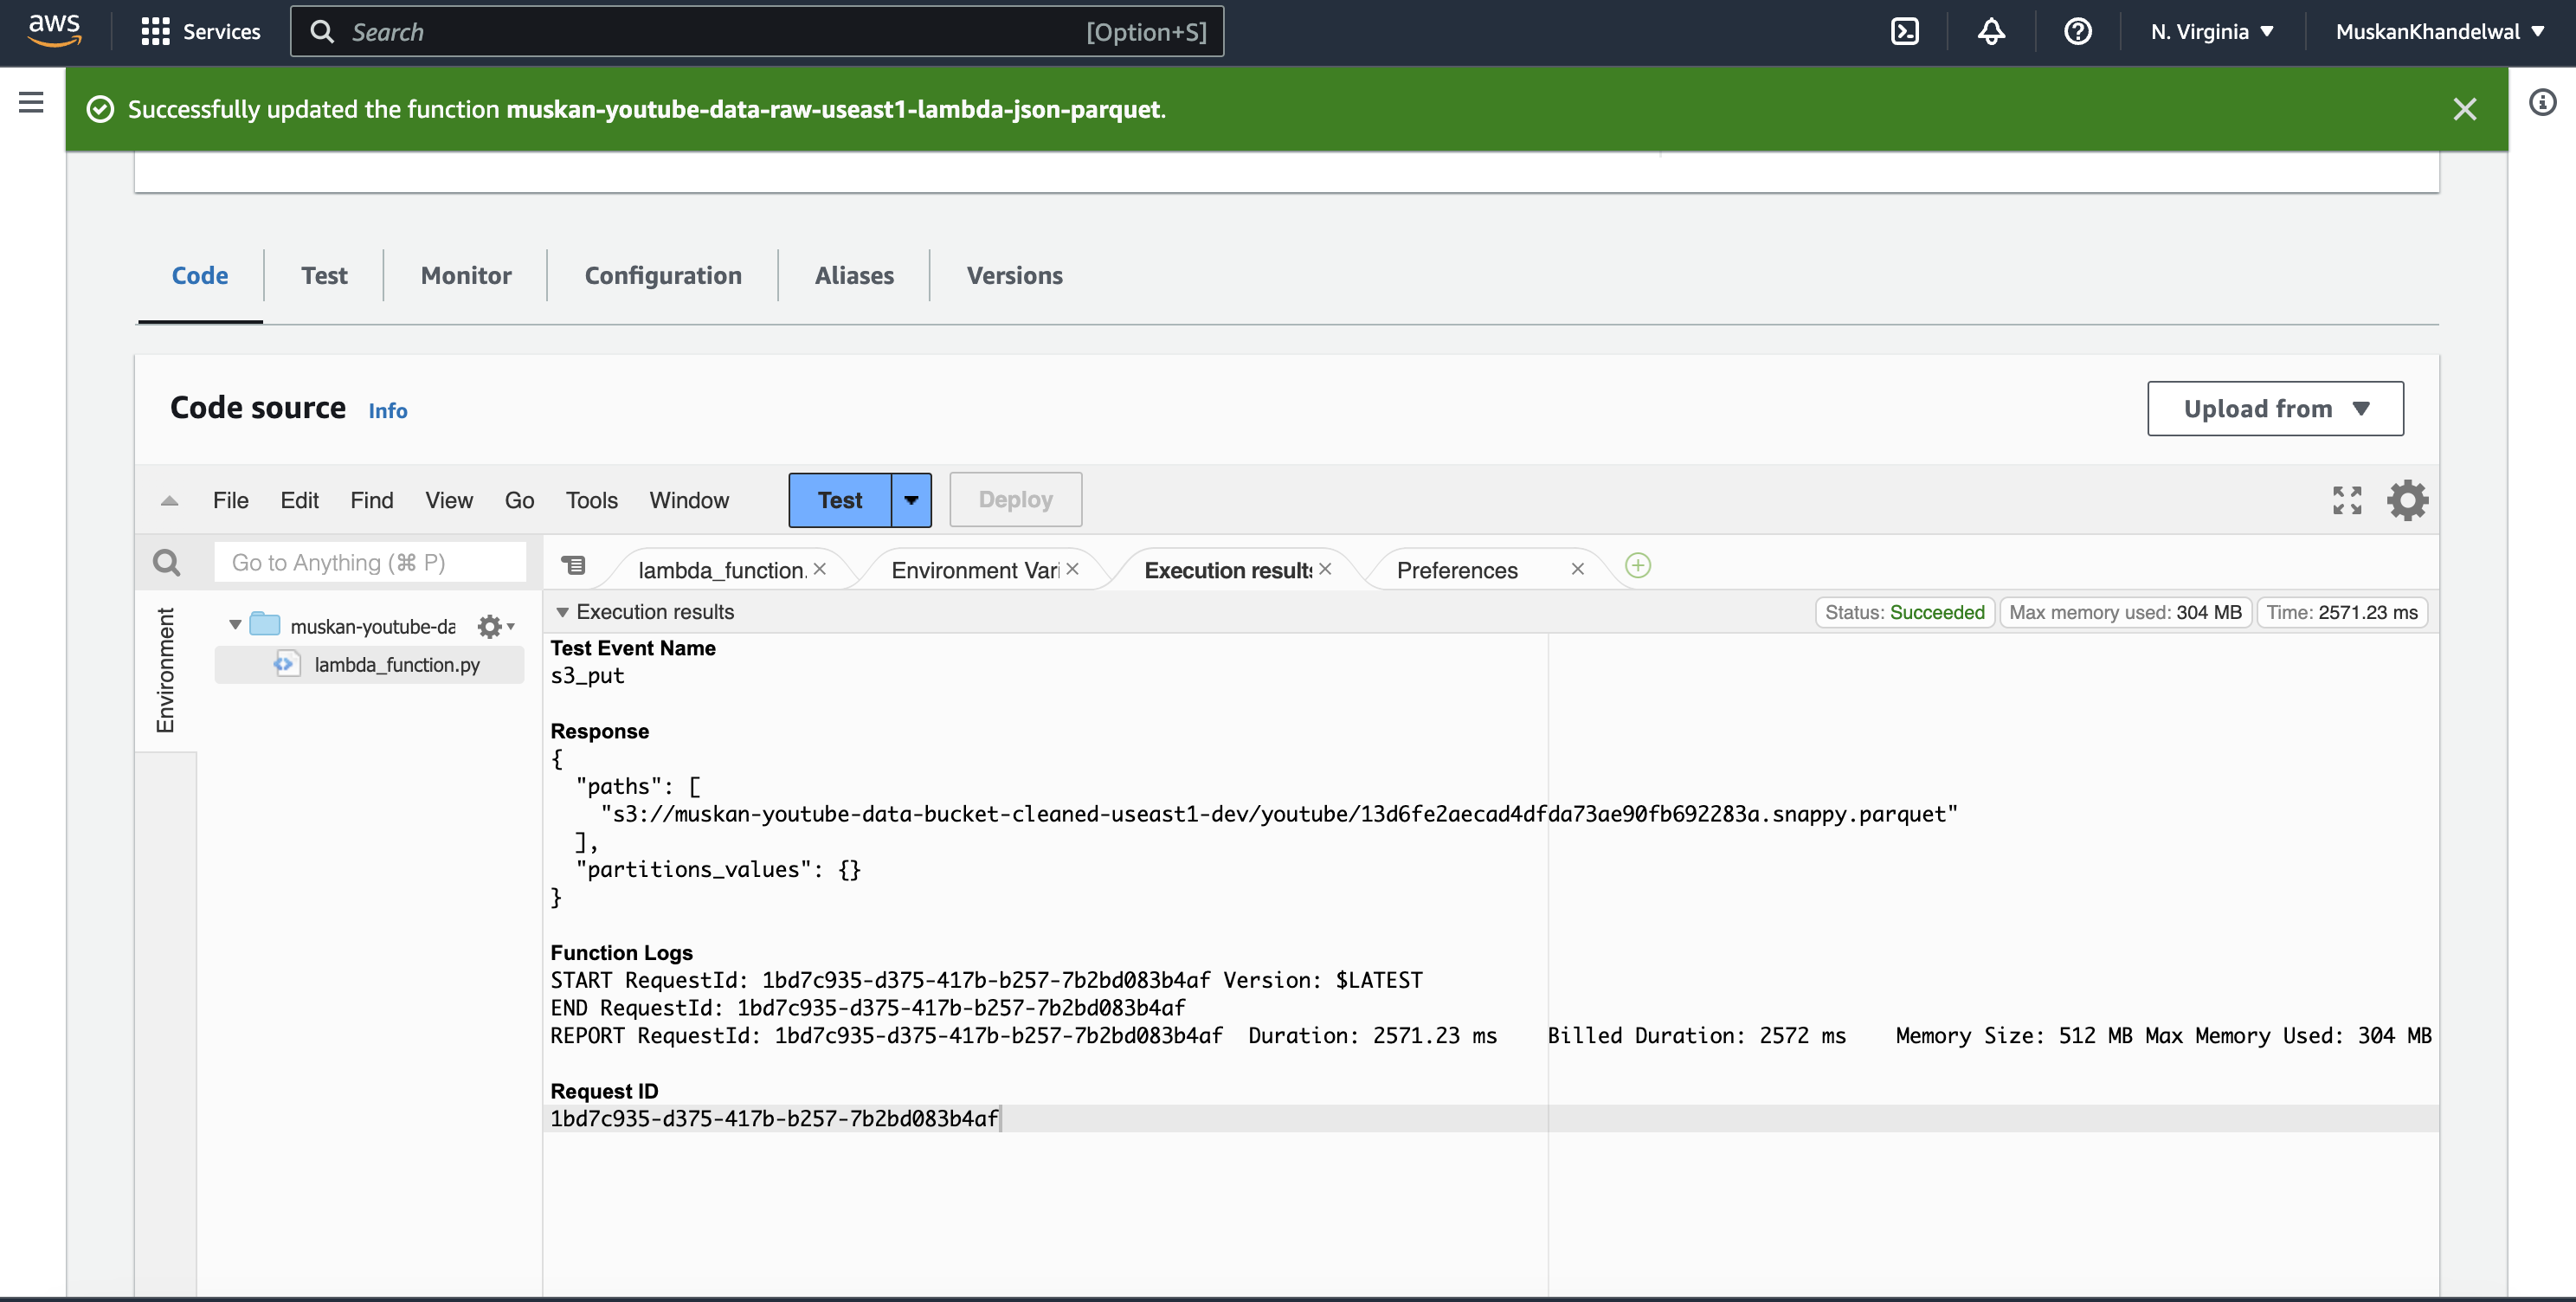 aws
Services
Search
[Option+S]
N. Virginia
MuskanKhandelwal
Successfully updated the function muskan-youtube-data-raw-useast1-lambda-json-parquet.
Code
Test
Monitor
Configuration
Aliases
Versions
Code source
Info
Upload from
File
Edit
Find
View
Go
Tools
Window
Test
Deploy
Go to Anything (⌘ P)
lambda_function.
Environment Vari
Execution results
Preferences
Environment
muskan-youtube-da
lambda_function.py
Execution results
Status: Succeeded
Max memory used: 304 MB
Time: 2571.23 ms
Test Event Name
s3_put
Response
{
"paths": [
"s3://muskan-youtube-data-bucket-cleaned-useast1-dev/youtube/13d6fe2aecad4dfda73ae90fb692283a.snappy.parquet"
],
"partitions_values": {}
}
Function Logs
START RequestId: 1bd7c935-d375-417b-b257-7b2bd083b4af Version: $LATEST
END RequestId: 1bd7c935-d375-417b-b257-7b2bd083b4af
REPORT RequestId: 1bd7c935-d375-417b-b257-7b2bd083b4af Duration: 2571.23 ms Billed Duration: 2572 ms Memory Size: 512 MB Max Memory Used: 304 MB
Request ID
1bd7c935-d375-417b-b257-7b2bd083b4af